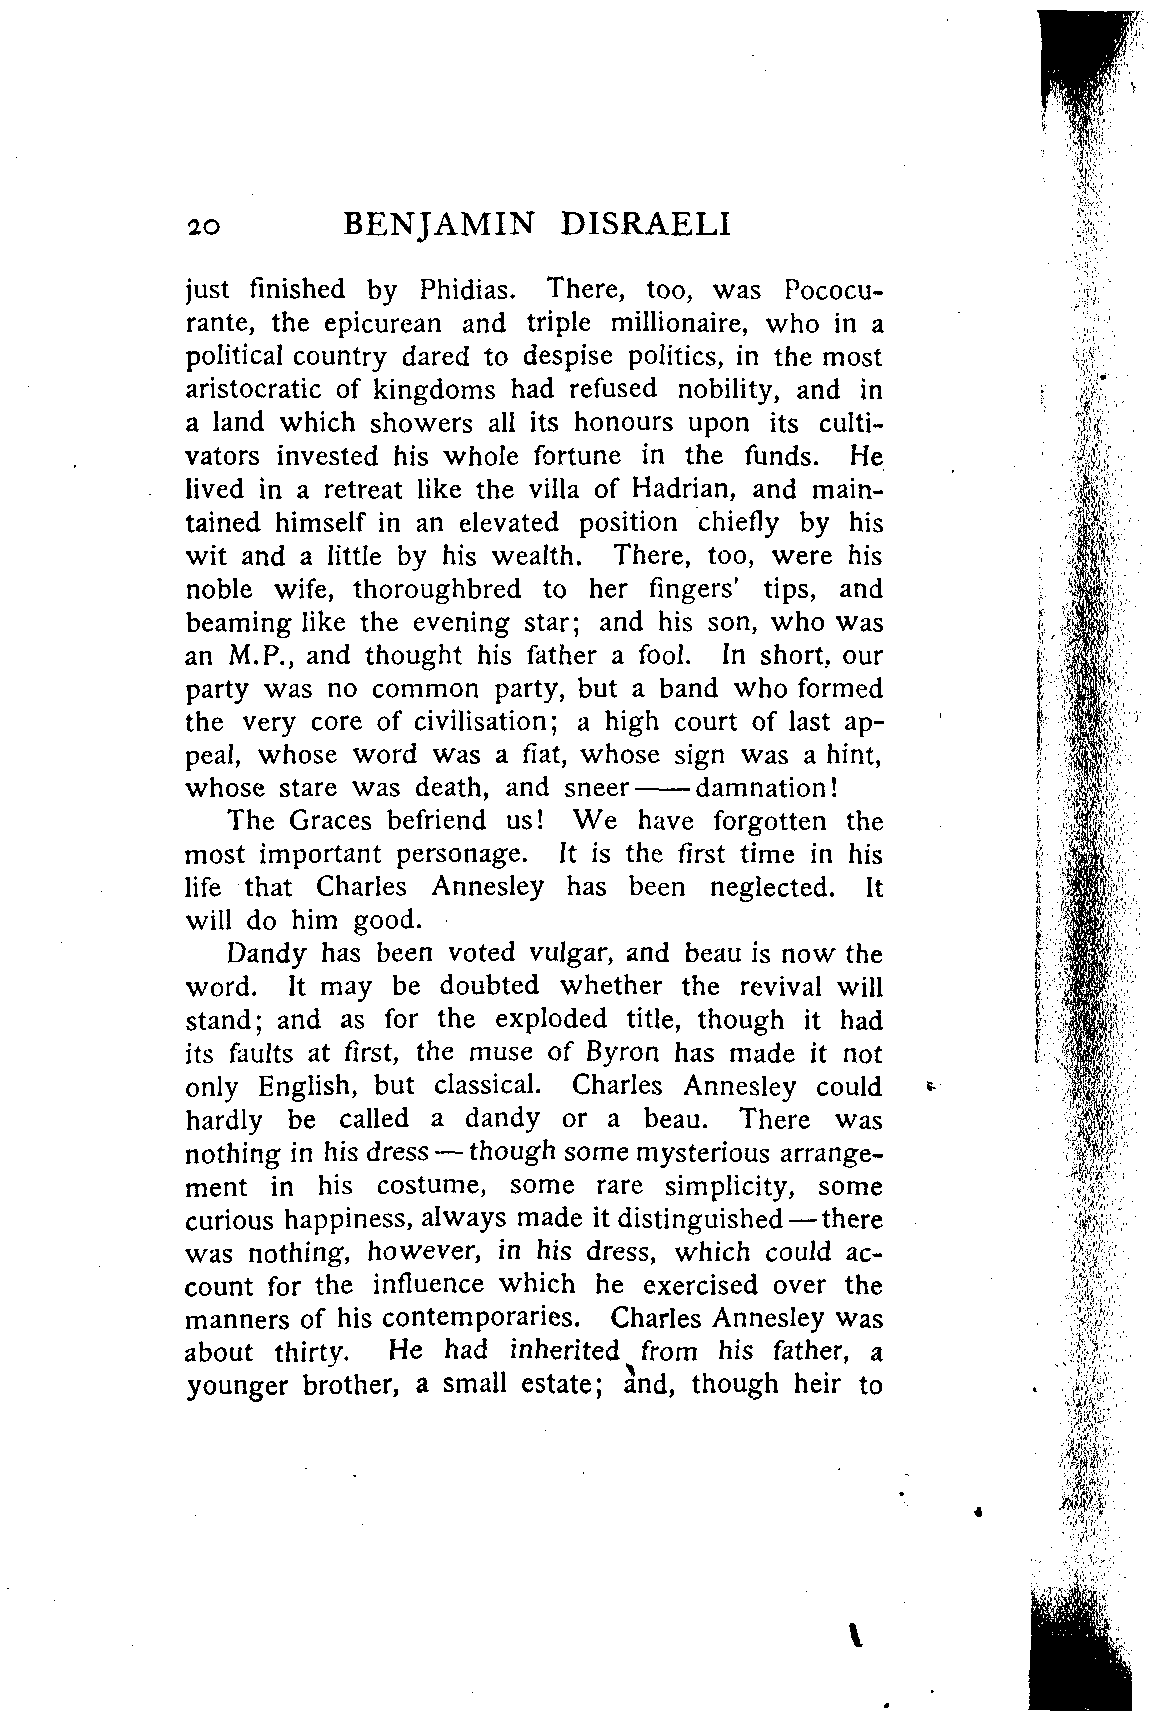 20 BENJAMIN DISRAELI
just finished by Phidias. There, too, was Pococu-
rante, the epicurean and triple millionaire, who in a
political country dared to despise politics, in the most
aristocratic of kingdoms had refused nobility, and in
a land which showers all its honours upon its culti-
vators invested his whole fortune in the funds. He
lived in a retreat like the villa of Hadrian, and main-
tained himself in an elevated position chiefly by his
wit and a little by his wealth. There, too, were his
noble wife, thoroughbred to her fingers' tips, and
beaming like the evening star; and his son, who was
an M.P., and thought his father a fool. In short, our
party was no common party, but a band who formed
the very core of civilisation; a high court of last ap-
peal, whose word was a fiat, whose sign was a hint,
whose stare was death, and sneer——damnation!
The Graces befriend us! We have forgotten the
most important personage. It is the first time in his
life that Charles Annesley has been neglected. It
will do him good.
Dandy has been voted vulgar, and beau is now the
word. It may be doubted whether the revival will
stand; and as for the exploded title, though it had
its faults at first, the muse of Byron has made it not
only English, but classical. Charles Annesley could
hardly be called a dandy or a beau. There was
nothing in his dress — though some mysterious arrange-
ment in his costume, some rare simplicity, some
curious happiness, always made it distinguished — there
was nothing, however, in his dress, which could ac-
count for the influence which he exercised over the
manners of his contemporaries. Charles Annesley was
about thirty. He had inherited from his father, a
younger brother, a small estate; and, though heir to